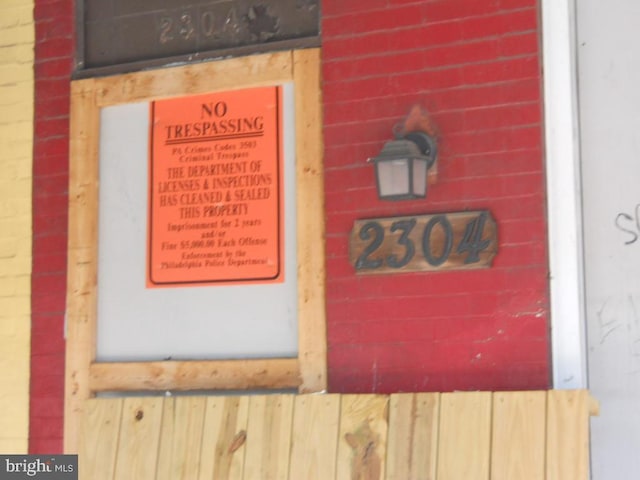 2304
NO
TRESPASSING
PA Crimes Codes 3503
Criminal Trespass
THE DEPARTMENT OF
LICENSES & INSPECTIONS
HAS CLEANED & SEALED
THIS PROPERTY
Imprisonment for 2 years
and/or
Fine $5,000.00 Each Offense
Enforcement by the
Philadelphia Police Department
2304
bright MLS